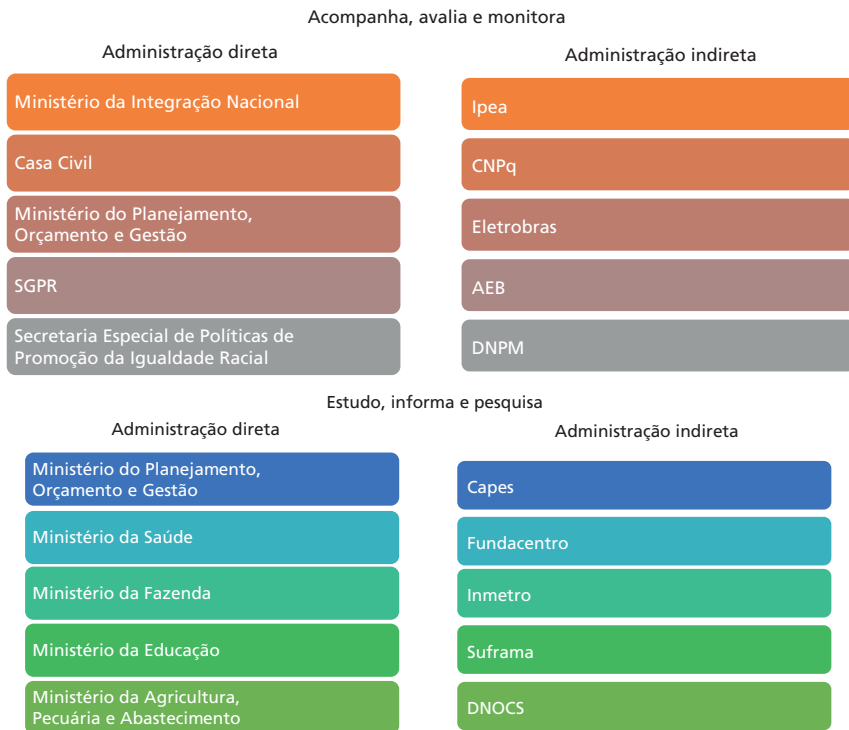 Acompanha, avalia e monitora
Administração direta
Ministério da Integração Nacional
Casa Civil
Ministério do Planejamento,
Orçamento e Gestão
SGPR
Secretaria Especial de Políticas de
Promoção da Igualdade Racial
Administração indireta
Ipea
CNPq
Eletrobras
AEB
DNPM
Estudo, informa e pesquisa
Administração direta
Ministério do Planejamento,
Orçamento e Gestão
Ministério da Saúde
Ministério da Fazenda
Ministério da Educação
Ministério da Agricultura,
Pecuária e Abastecimento
Administração indireta
Capes
Fundacentro
Inmetro
Suframa
DNOCS